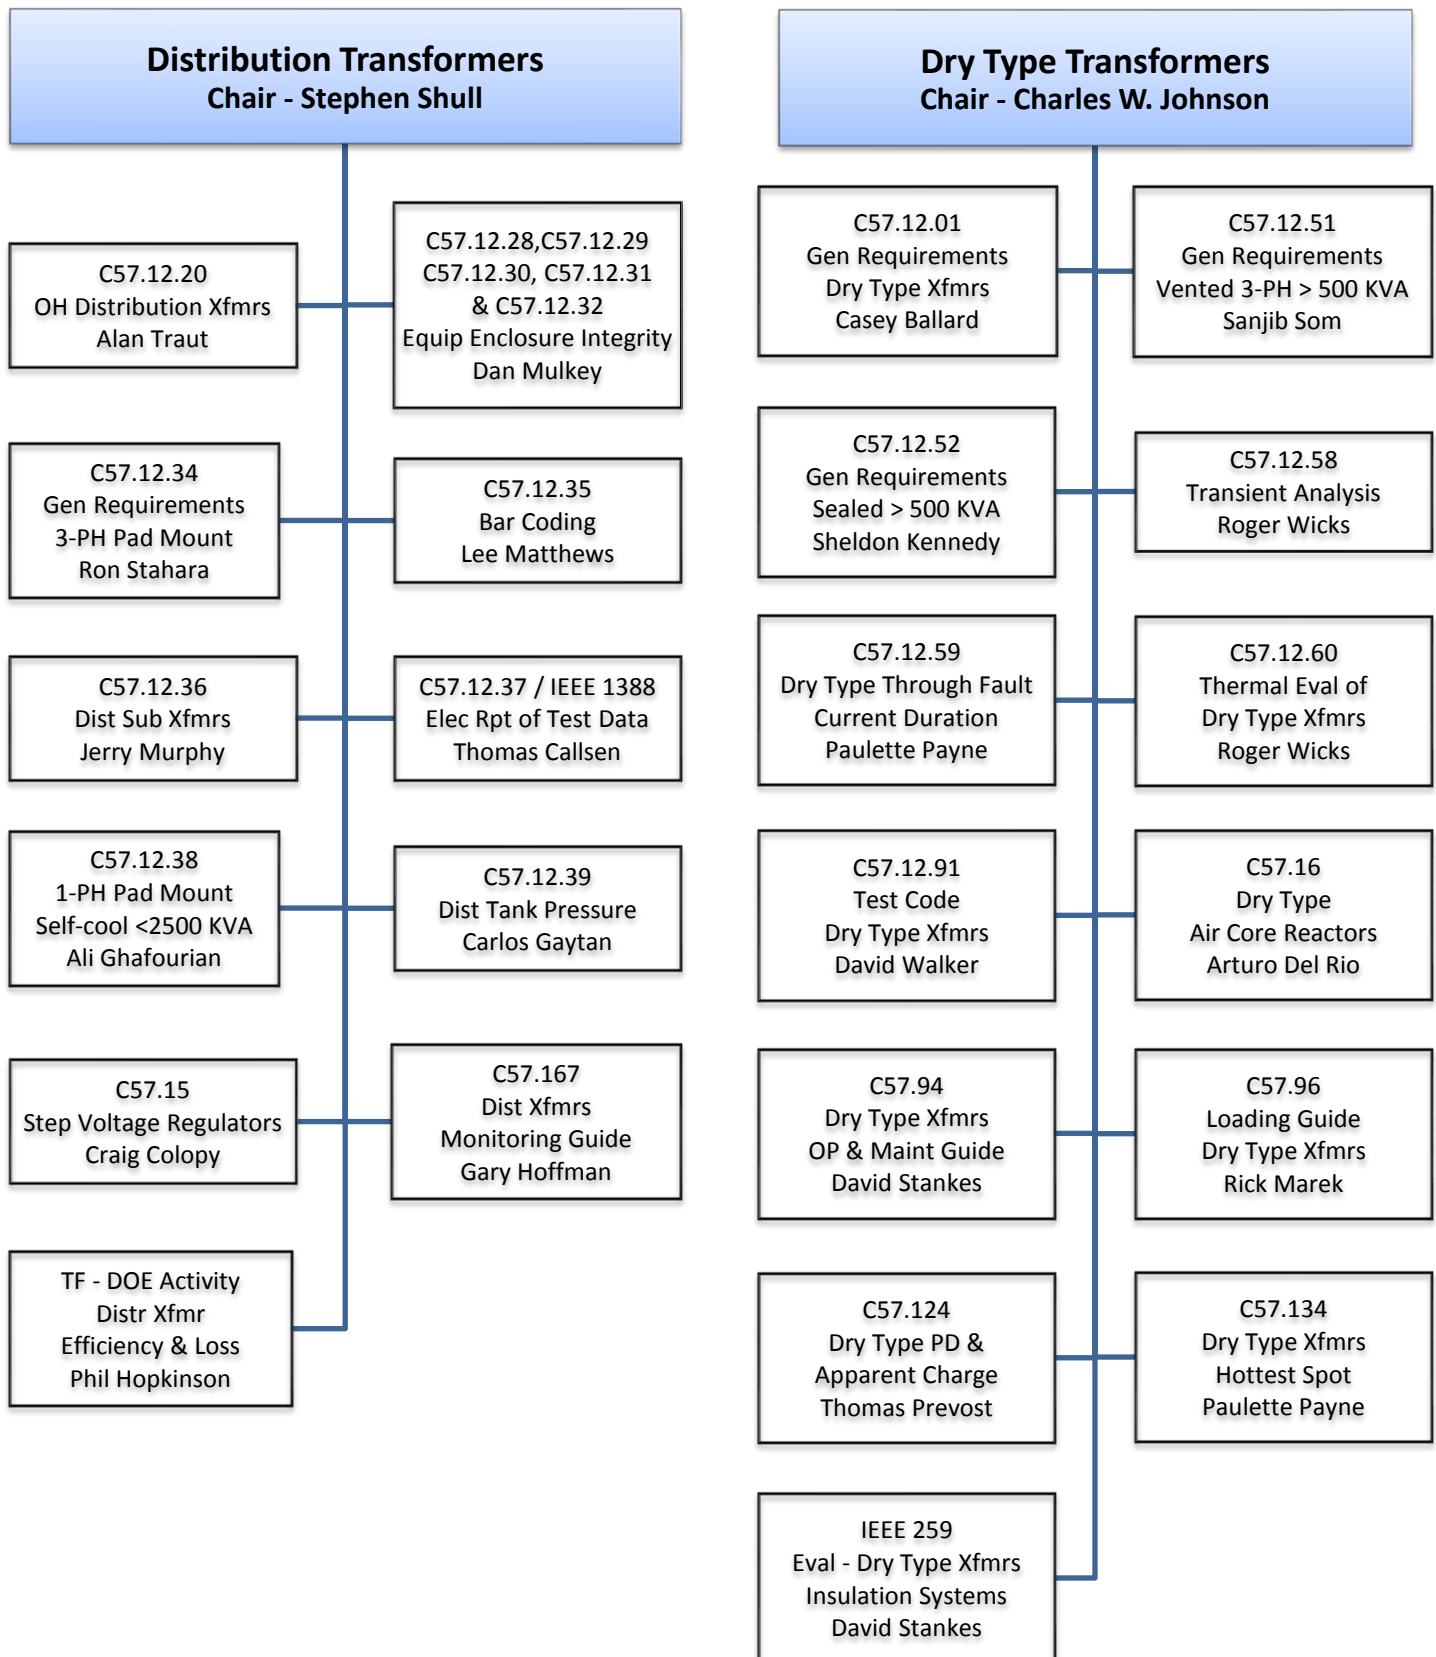 Distribution Transformers
Chair - Stephen Shull
C57.12.20
OH Distribution Xfmrs
Alan Traut
C57.12.28,C57.12.29
C57.12.30, C57.12.31
& C57.12.32
Equip Enclosure Integrity
Dan Mulkey
C57.12.34
Gen Requirements
3-PH Pad Mount
Ron Stahara
C57.12.35
Bar Coding
Lee Matthews
C57.12.36
Dist Sub Xfmrs
Jerry Murphy
C57.12.37 / IEEE 1388
Elec Rpt of Test Data
Thomas Callsen
C57.12.38
1-PH Pad Mount
Self-cool <2500 KVA
Ali Ghafourian
C57.12.39
Dist Tank Pressure
Carlos Gaytan
C57.15
Step Voltage Regulators
Craig Colopy
C57.167
Dist Xfmrs
Monitoring Guide
Gary Hoffman
TF - DOE Activity
Distr Xfmr
Efficiency & Loss
Phil Hopkinson
Dry Type Transformers
Chair - Charles W. Johnson
C57.12.01
Gen Requirements
Dry Type Xfmrs
Casey Ballard
C57.12.51
Gen Requirements
Vented 3-PH > 500 KVA
Sanjib Som
C57.12.52
Gen Requirements
Sealed > 500 KVA
Sheldon Kennedy
C57.12.58
Transient Analysis
Roger Wicks
C57.12.59
Dry Type Through Fault
Current Duration
Paulette Payne
C57.12.60
Thermal Eval of
Dry Type Xfmrs
Roger Wicks
C57.12.91
Test Code
Dry Type Xfmrs
David Walker
C57.16
Dry Type
Air Core Reactors
Arturo Del Rio
C57.94
Dry Type Xfmrs
OP & Maint Guide
David Stankes
C57.96
Loading Guide
Dry Type Xfmrs
Rick Marek
C57.124
Dry Type PD &
Apparent Charge
Thomas Prevost
C57.134
Dry Type Xfmrs
Hottest Spot
Paulette Payne
IEEE 259
Eval - Dry Type Xfmrs
Insulation Systems
David Stankes